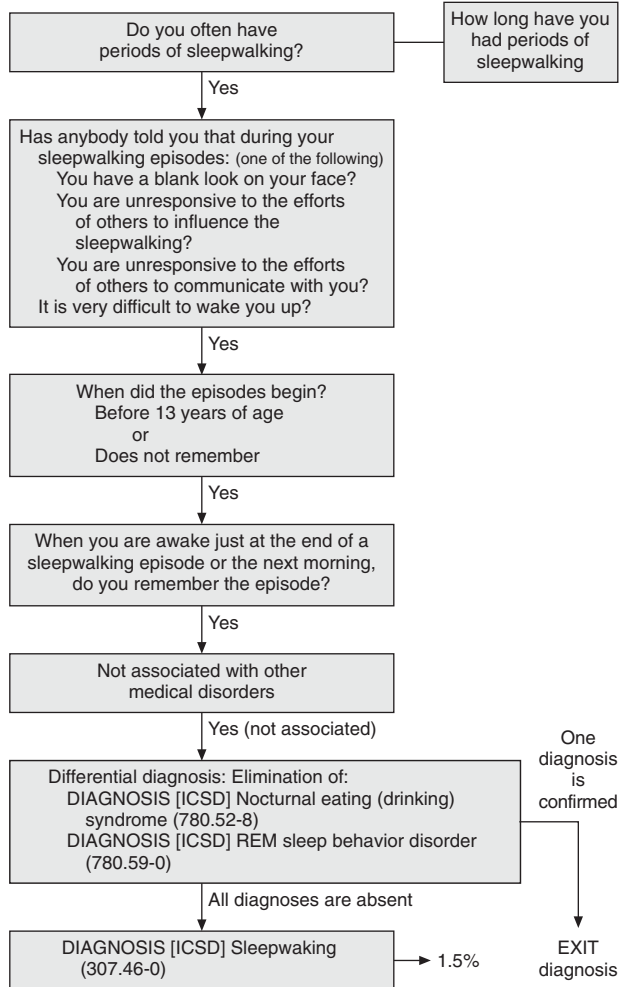 Do you often have
periods of sleepwalking?
How long have you
had periods of
sleepwalking
Yes
Has anybody told you that during your
sleepwalking episodes: (one of the following)
You have a blank look on your face?
You are unresponsive to the efforts
of others to influence the
sleepwalking?
You are unresponsive to the efforts
of others to communicate with you?
It is very difficult to wake you up?
Yes
When did the episodes begin?
Before 13 years of age
or
Does not remember
Yes
When you are awake just at the end of a
sleepwalking episode or the next morning,
do you remember the episode?
Yes
Not associated with other
medical disorders
Yes (not associated)
Differential diagnosis: Elimination of:
DIAGNOSIS [ICSD] Nocturnal eating (drinking)
syndrome (780.52-8)
DIAGNOSIS [ICSD] REM sleep behavior disorder
(780.59-0)
One
diagnosis
is
confirmed
All diagnoses are absent
DIAGNOSIS [ICSD] Sleepwaking
(307.46-0)
1.5%
EXIT
diagnosis